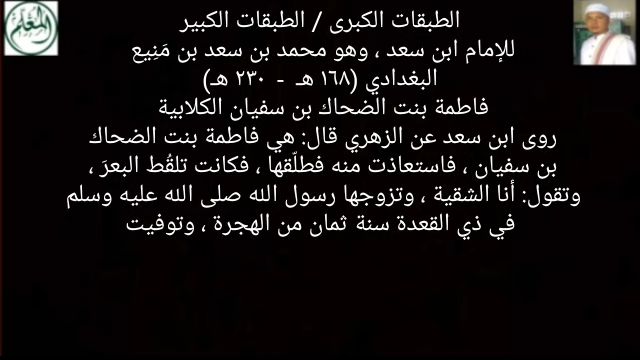 الطبقات الكبرى / الطبقات الكبير
للإمام ابن سعد ، وهو محمد بن سعد بن مَنِيع
البغدادي (١٦٨ هـ - ٢٣٠ هـ)
فاطمة بنت الضحاك بن سفيان الكلابية
روى ابن سعد عن الزهري قال: هي فاطمة بنت الضحاك
بن سفيان ، فاستعاذت منه فطلّقها ، فكانت تلقُط البعرَ ،
وتقول: أنا الشقية ، وتزوجها رسول الله صلى الله عليه وسلم
في ذي القعدة سنة ثمان من الهجرة ، وتوفيت